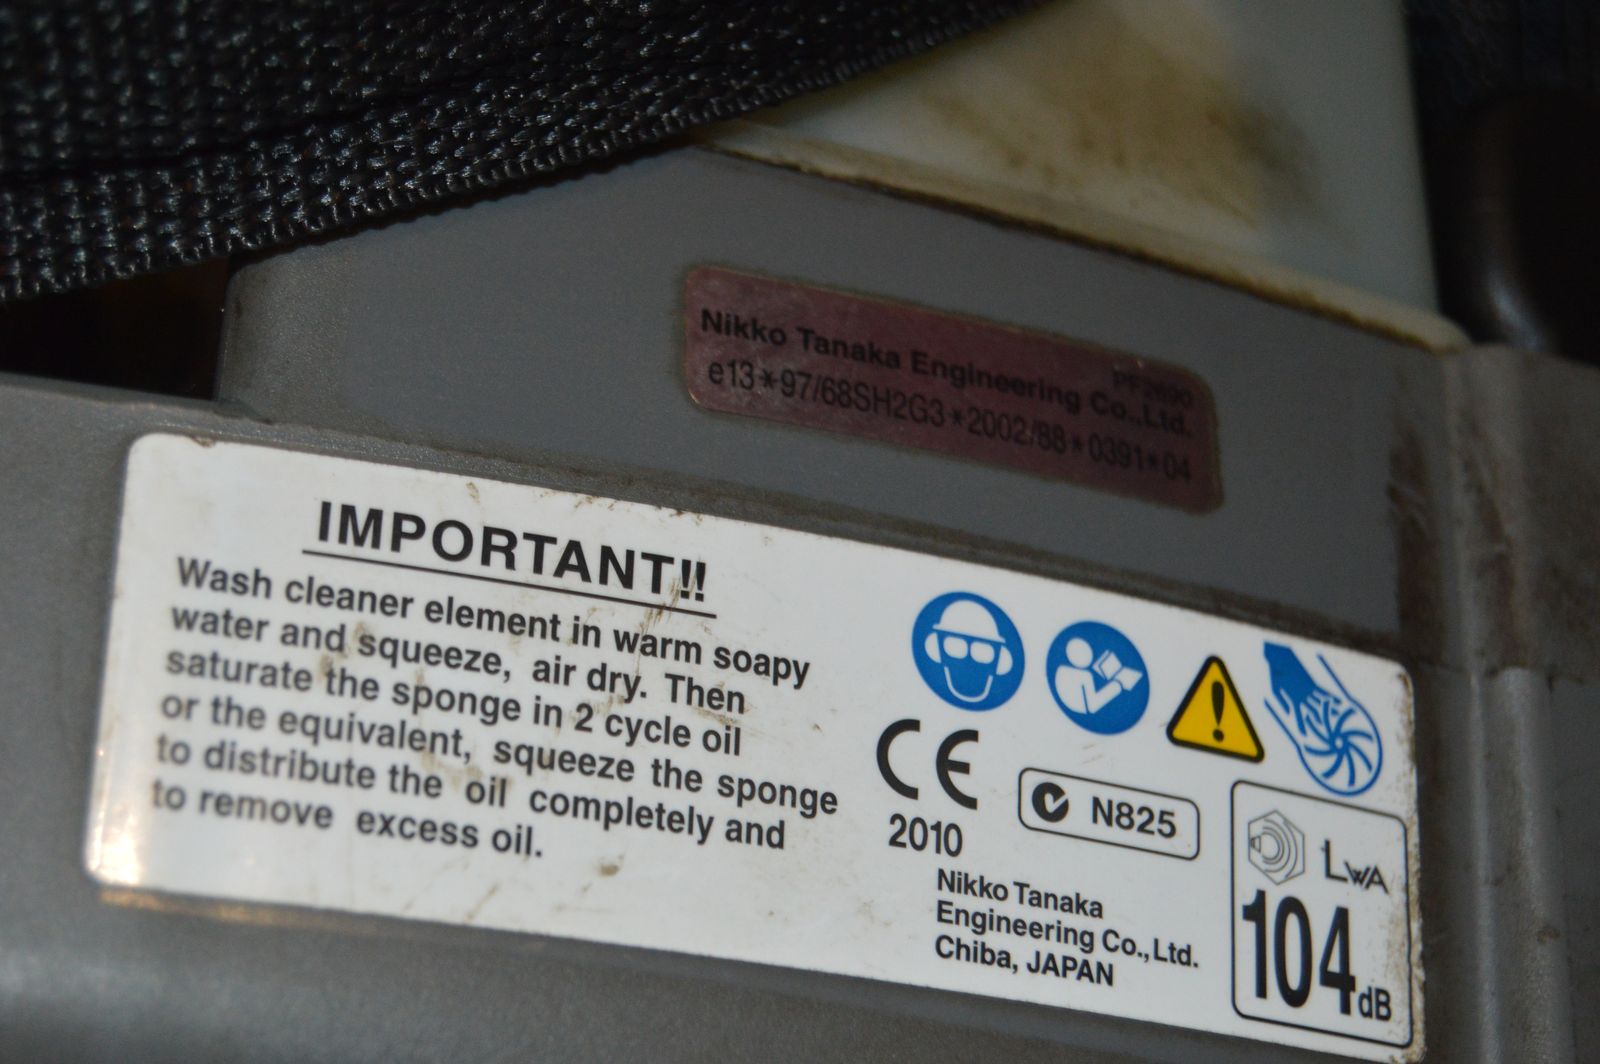 PF2690
Nikko Tanaka Engineering Co.,Ltd.
e13*97/68SH2G3*2002/88*0391*04
IMPORTANT!!
Wash cleaner element in warm soapy
water and squeeze, air dry. Then
saturate the sponge in 2 cycle oil
or the equivalent, squeeze the sponge
to distribute the oil completely and
to remove excess oil.
CE
2010
N825
Nikko Tanaka
Engineering Co.,Ltd.
Chiba, JAPAN
LWA
104dB